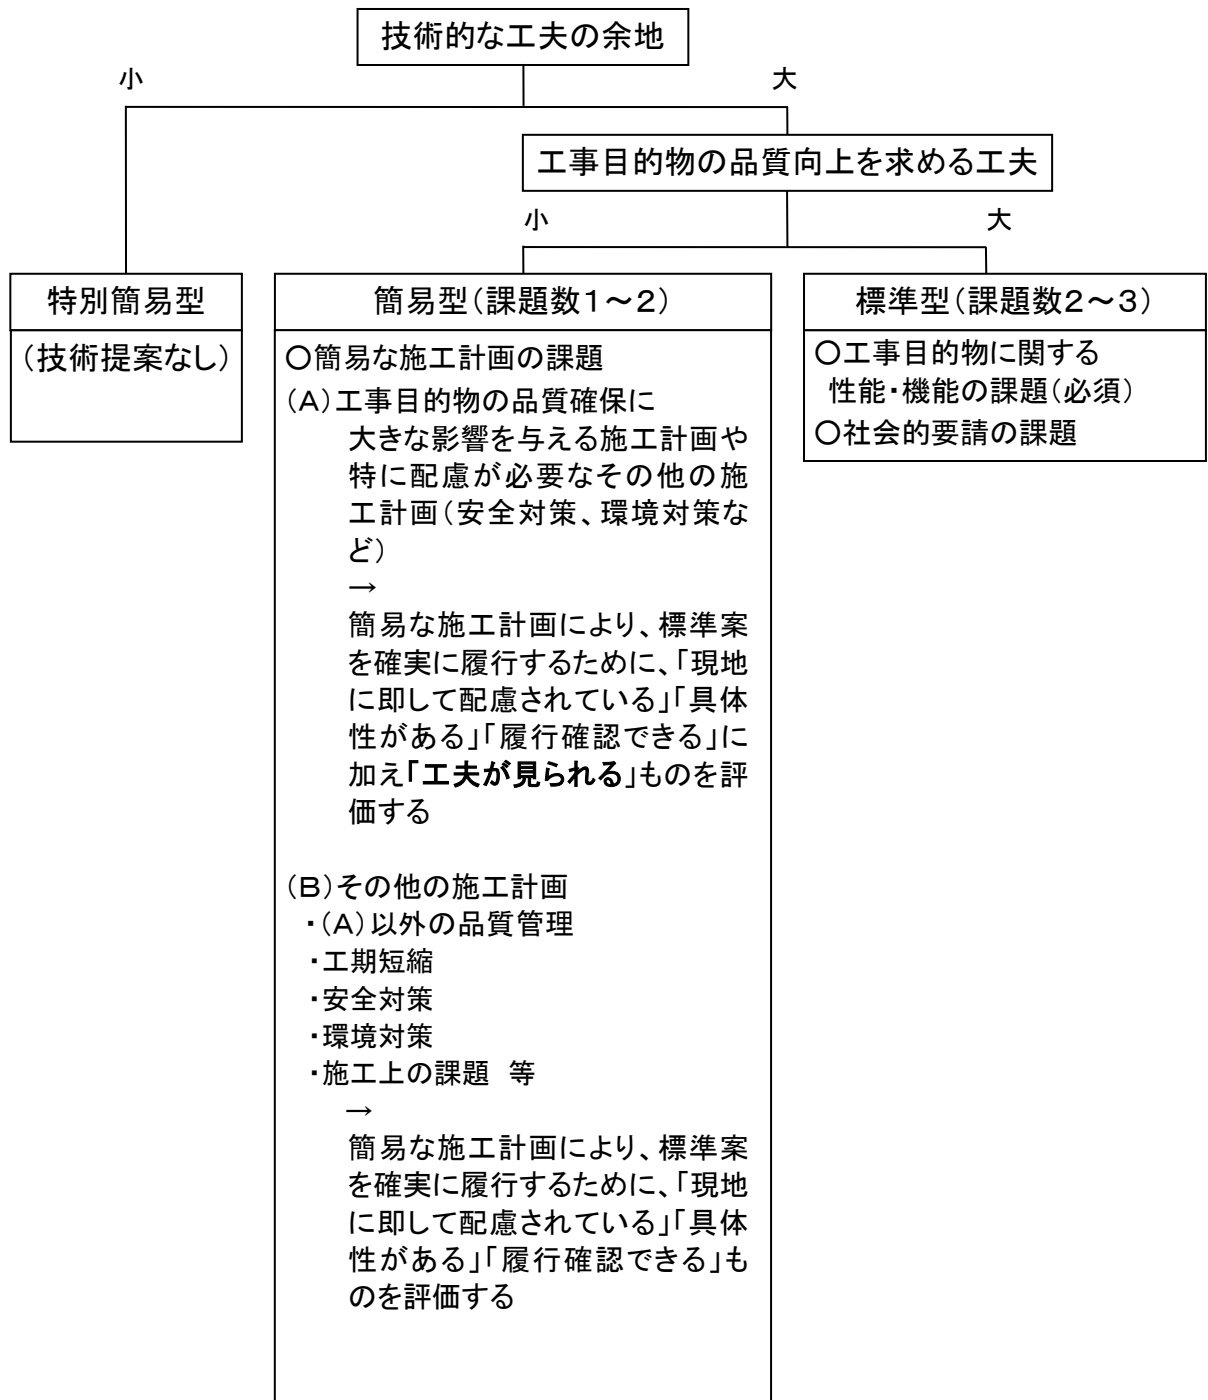 技術的な工夫の余地
小
大
工事目的物の品質向上を求める工夫
小
大
特別簡易型
(技術提案なし)
簡易型(課題数1~2)
○簡易な施工計画の課題
(A)工事目的物の品質確保に
大きな影響を与える施工計画や
特に配慮が必要なその他の施
工計画(安全対策、環境対策な
ど)
→
簡易な施工計画により、標準案
を確実に履行するために、「現地
に即して配慮されている」「具体
性がある」「履行確認できる」に
加え「工夫が見られる」ものを評
価する
(B)その他の施工計画
・(A)以外の品質管理
・工期短縮
・安全対策
・環境対策
・施工上の課題 等
→
簡易な施工計画により、標準案
を確実に履行するために、「現地
に即して配慮されている」「具体
性がある」「履行確認できる」も
のを評価する
標準型(課題数2~3)
○工事目的物に関する
性能・機能の課題(必須)
○社会的要請の課題